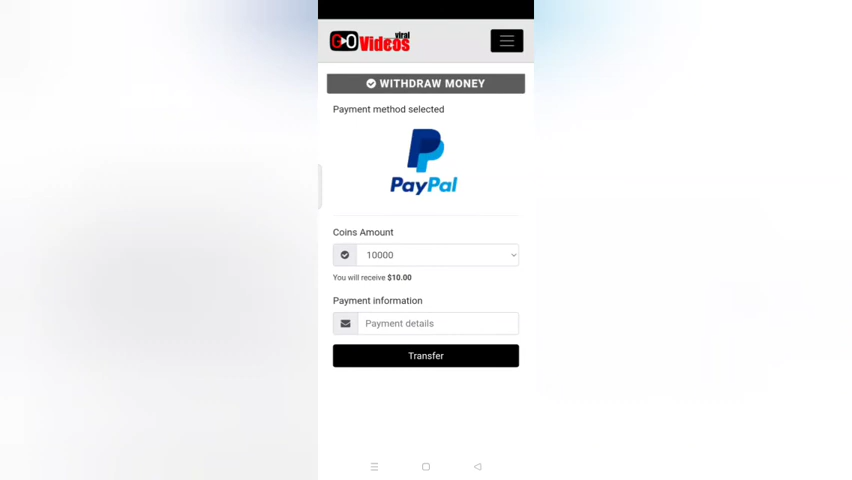 GO viral
Videos
WITHDRAW MONEY
Payment method selected
PayPal
Coins Amount
10000
You will receive $10.00
Payment information
Payment details
Transfer